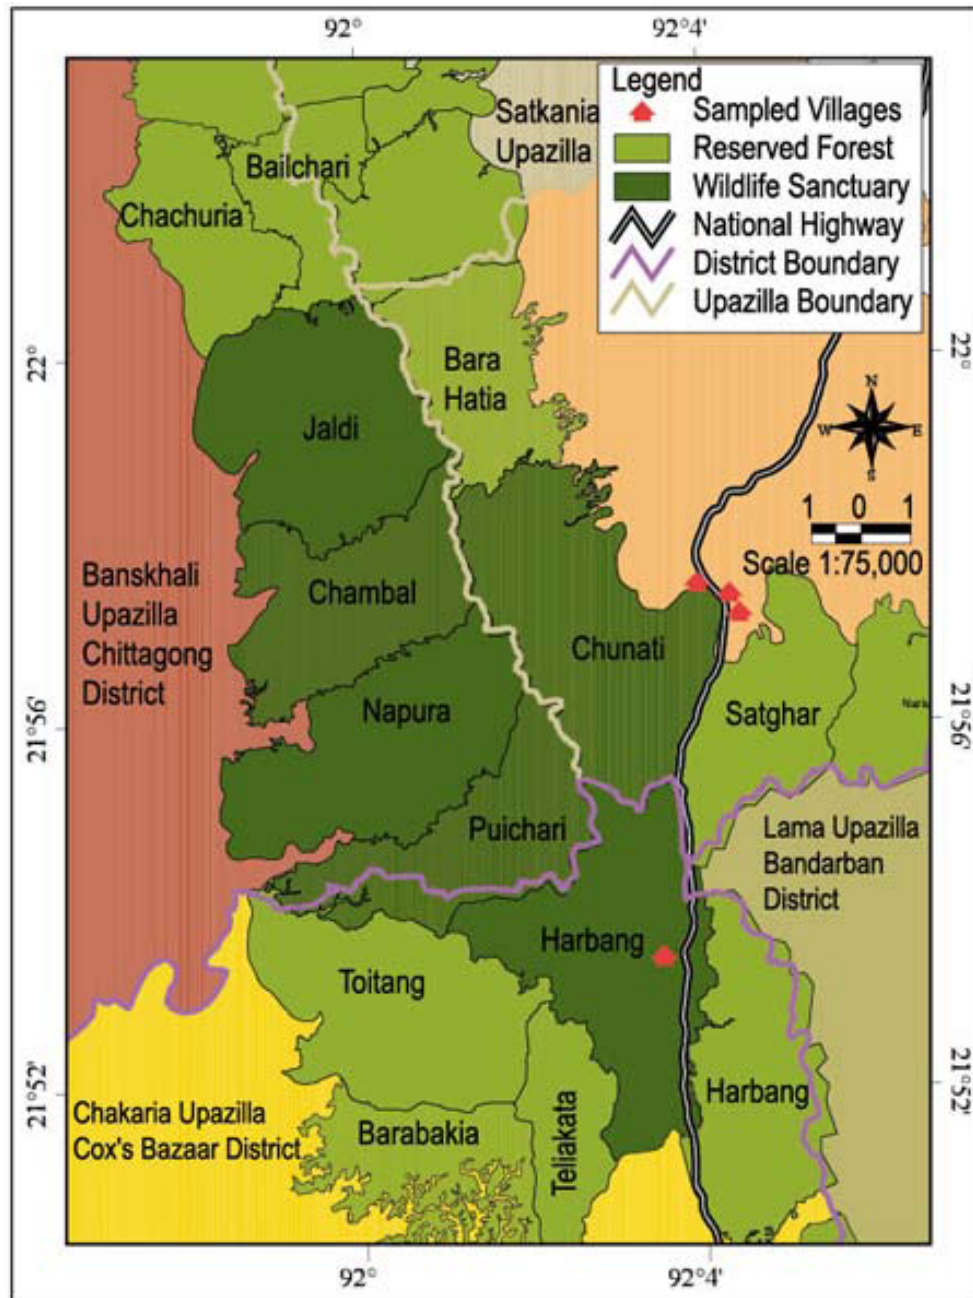 92°
92°4'
Legend
Sampled Villages
Reserved Forest
Wildlife Sanctuary
National Highway
District Boundary
Upazilla Boundary
Satkania
Upazilla
Bailchari
Chachuria
22°
22°
Bara
Hatia
Jaldi
N
W
E
S
1 0 1
Scale 1:75,000
Banskhali
Upazilla
Chittagong
District
Chambal
Chunati
Napura
Satghar
21°56'
21°56'
Puichari
Lama Upazilla
Bandarban
District
Harbang
Toitang
21°52'
21°52'
Harbang
Chakaria Upazilla
Cox's Bazaar District
Barabakia
Teliakata
92°
92°4'